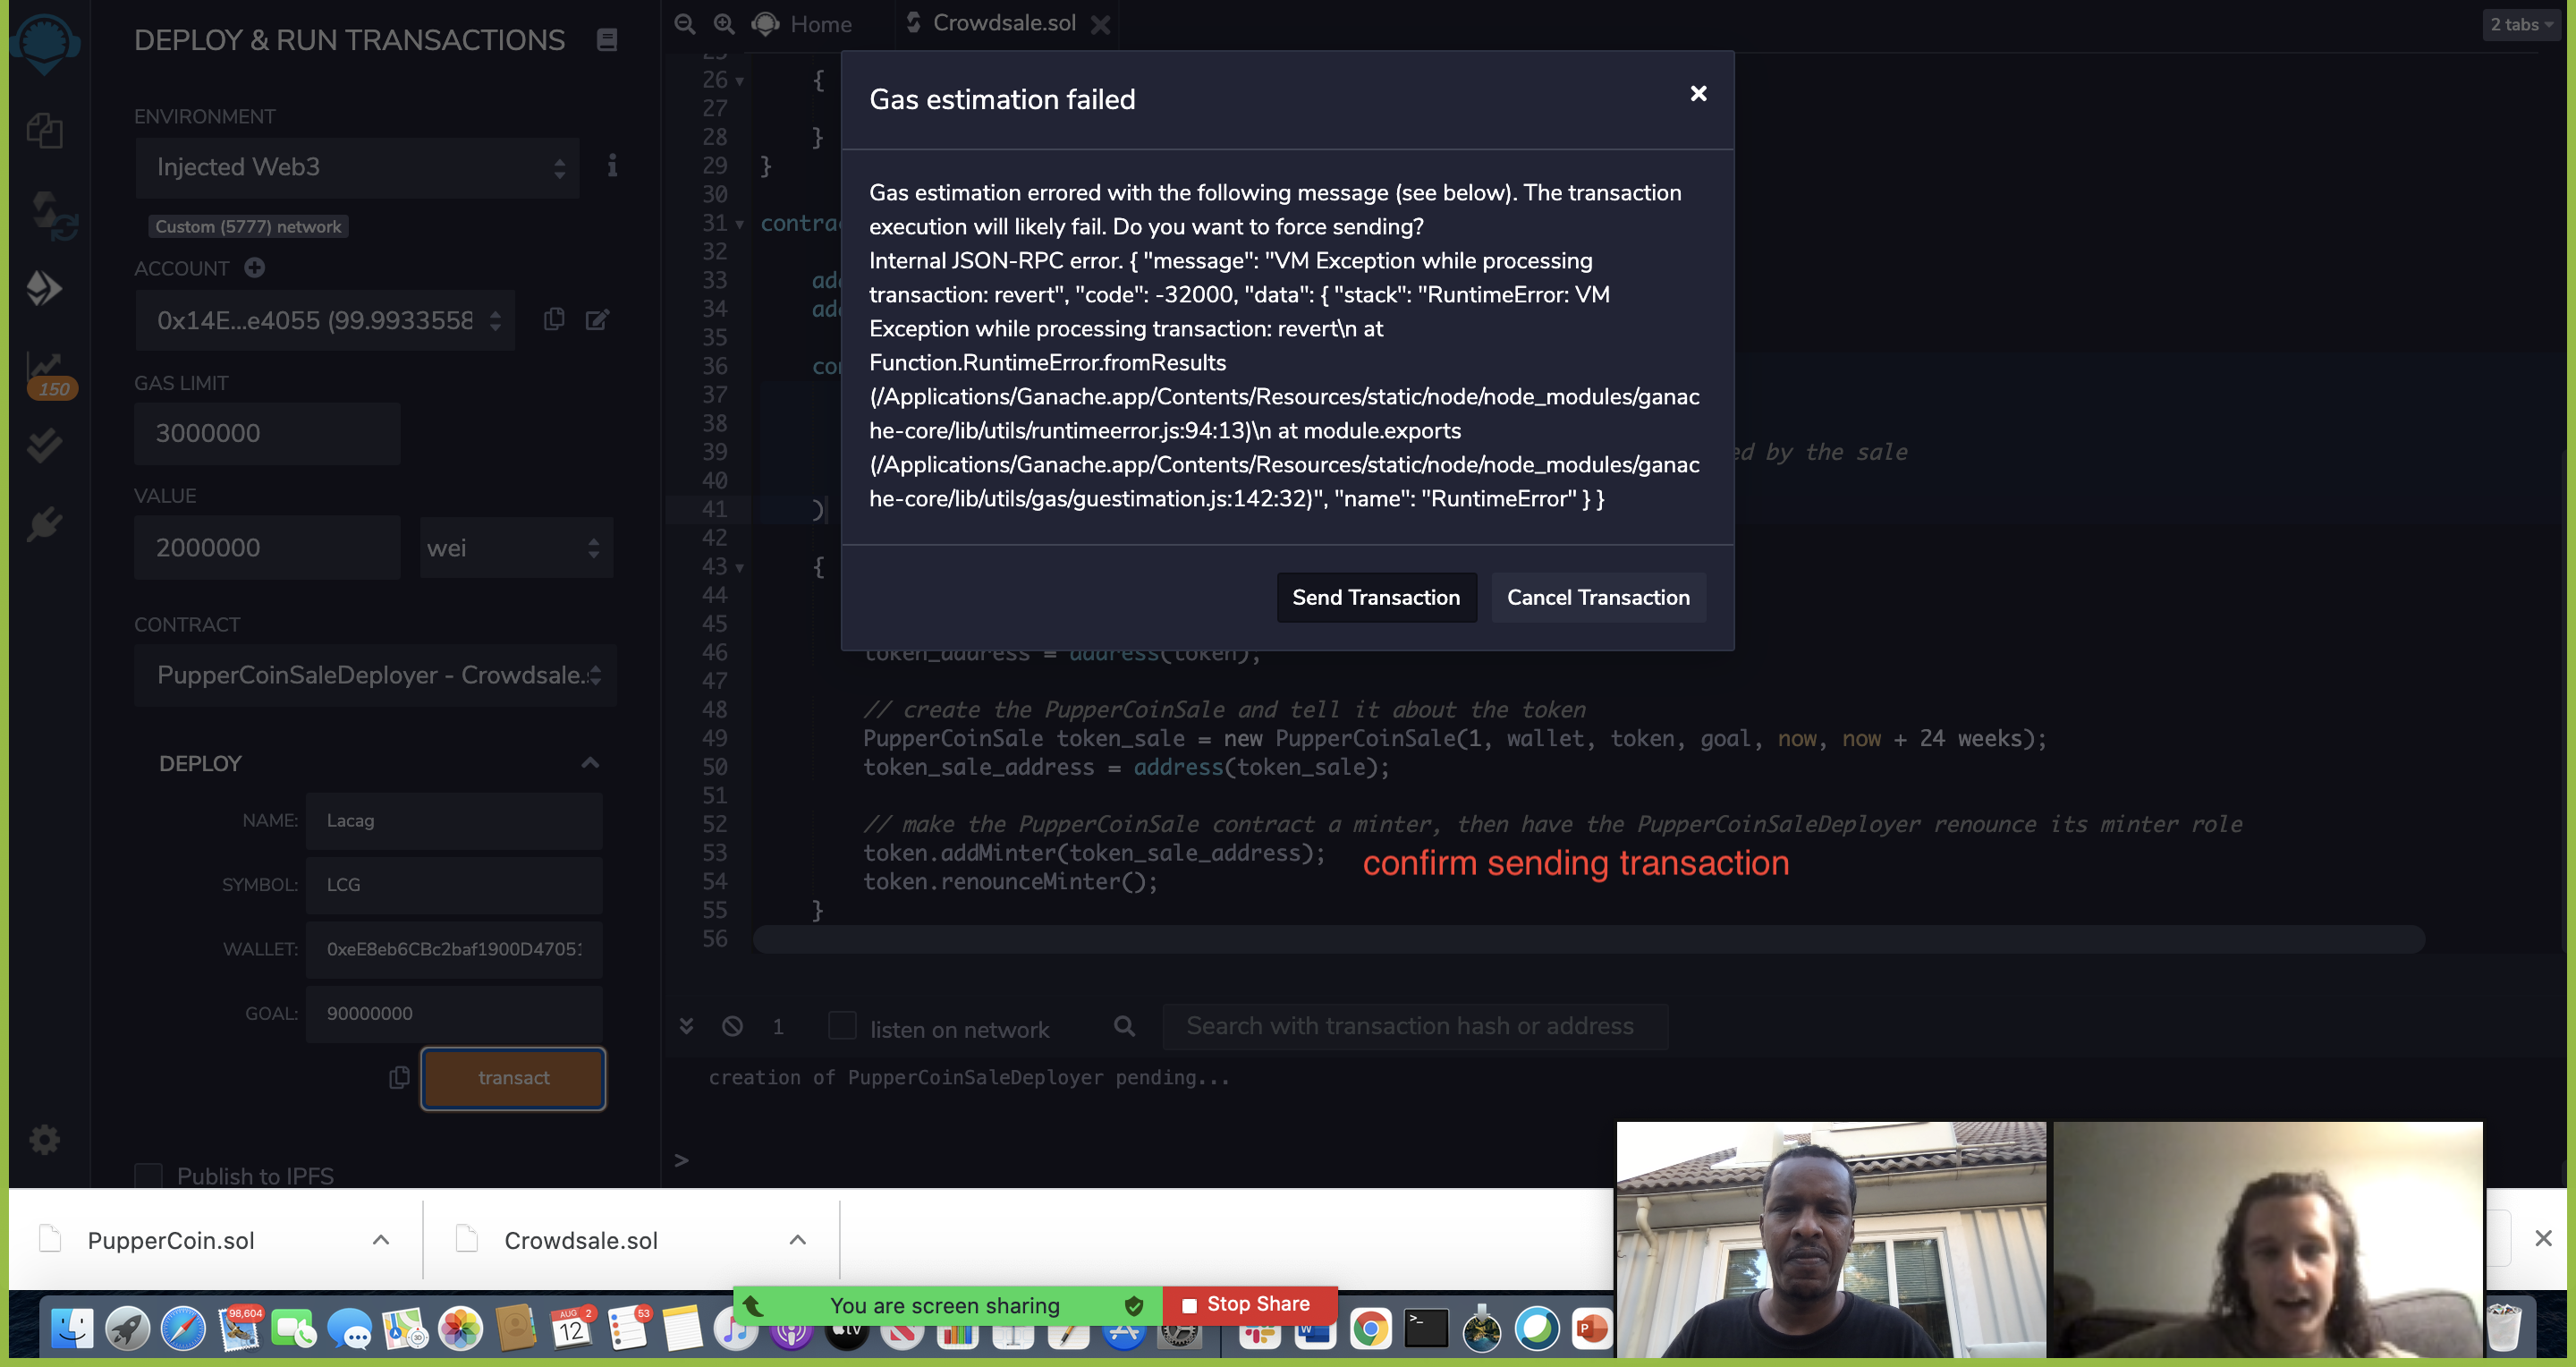 DEPLOY & RUN TRANSACTIONS
ENVIRONMENT
Injected Web3
Custom (5777) network
ACCOUNT
0x14E...e4055 (99.9933558
GAS LIMIT
3000000
VALUE
2000000
wei
CONTRACT
PupperCoinSaleDeployer - Crowdsale.
DEPLOY
NAME:
Lacag
SYMBOL:
LCG
WALLET:
0xeE8eb6CBc2baf1900D47051
GOAL:
90000000
transact
Publish to IPFS
150
Home
Crowdsale.sol
2 tabs
26 {
27
28 }
29 }
30
31 contra
32
33 add
34 add
35
36 co
37
38
39 ed by the sale
40
41 )
42
43 {
44
45
46 token_address = address(token);
47
48 // create the PupperCoinSale and tell it about the token
49 PupperCoinSale token_sale = new PupperCoinSale(1, wallet, token, goal, now, now + 24 weeks);
50 token_sale_address = address(token_sale);
51
52 // make the PupperCoinSale contract a minter, then have the PupperCoinSaleDeployer renounce its minter role
53 token.addMinter(token_sale_address);
54 token.renounceMinter();
55 }
56
confirm sending transaction
Gas estimation failed
Gas estimation errored with the following message (see below). The transaction
execution will likely fail. Do you want to force sending?
Internal JSON-RPC error. { "message": "VM Exception while processing
transaction: revert", "code": -32000, "data": { "stack": "RuntimeError: VM
Exception while processing transaction: revert\n at
Function.RuntimeError.fromResults
(/Applications/Ganache.app/Contents/Resources/static/node/node_modules/ganac
he-core/lib/utils/runtimeerror.js:94:13)\n at module.exports
(/Applications/Ganache.app/Contents/Resources/static/node/node_modules/ganac
he-core/lib/utils/gas/guestimation.js:142:32)", "name": "RuntimeError" } }
Send Transaction
Cancel Transaction
1
listen on network
Search with transaction hash or address
creation of PupperCoinSaleDeployer pending...
>
PupperCoin.sol
Crowdsale.sol
You are screen sharing
Stop Share
98,604
AUG
2
12
53
tv
W
P